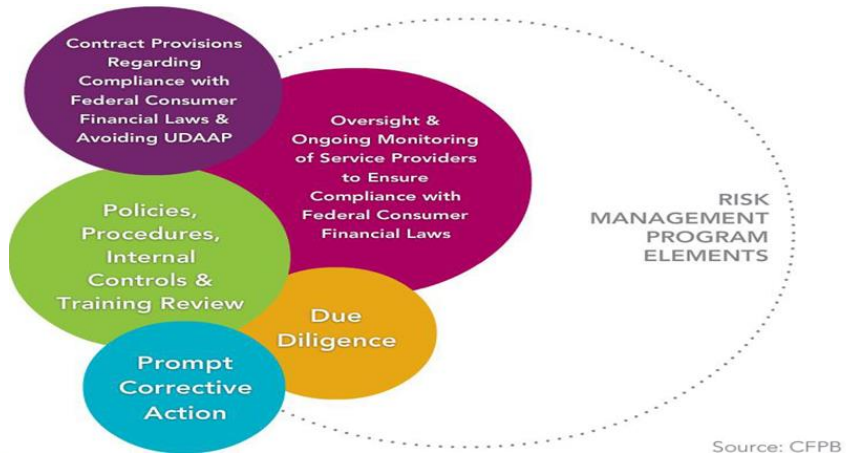 Contract Provisions
Regarding
Compliance with
Federal Consumer
Financial Laws &
Avoiding UDAAP
Oversight &
Ongoing Monitoring
of Service Providers
to Ensure
Compliance with
Federal Consumer
Financial Laws
Policies,
Procedures,
Internal
Controls &
Training Review
Due
Diligence
Prompt
Corrective
Action
RISK
MANAGEMENT
PROGRAM
ELEMENTS
Source: CFPB